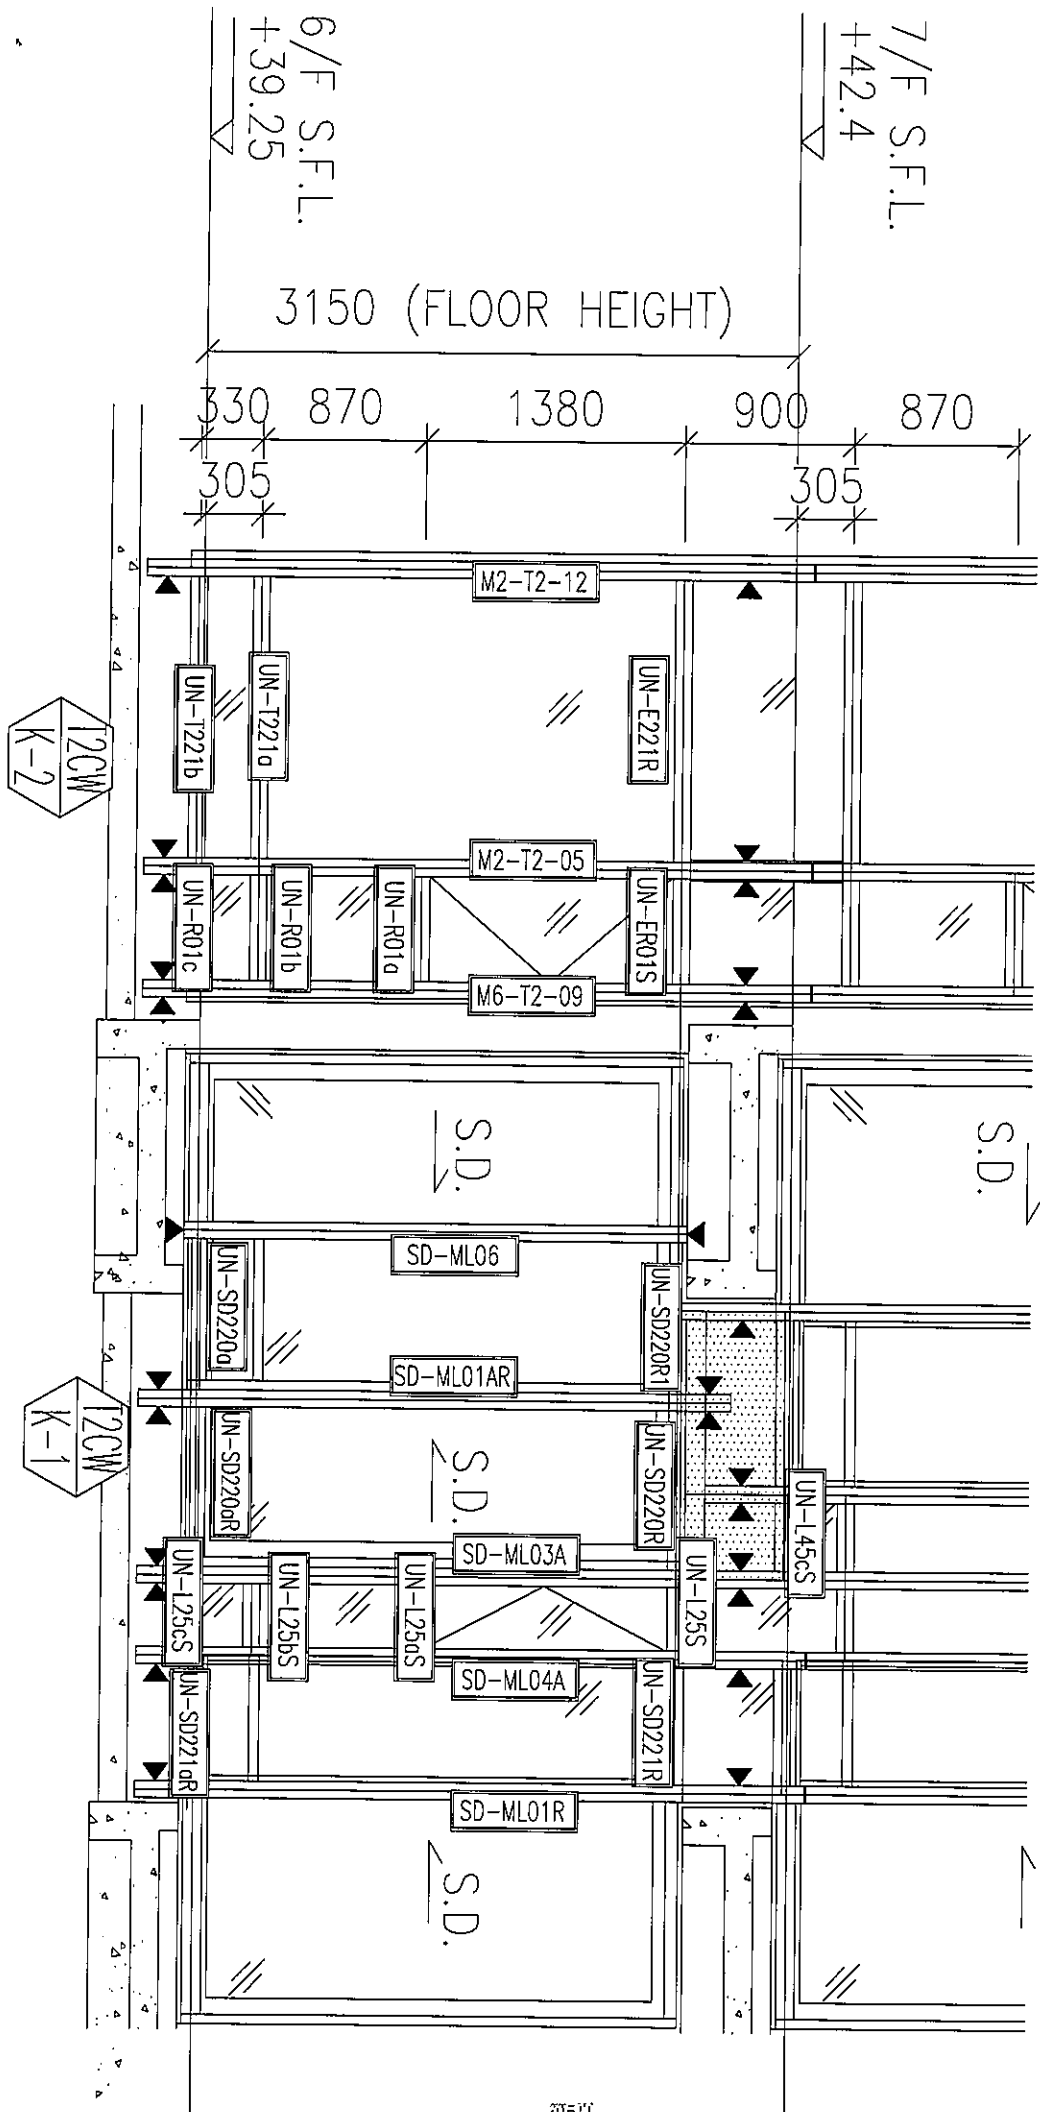 7/F S.F.L.
+42.4
6/F S.F.L.
+39.25
3150 (FLOOR HEIGHT)
330
870
1380
900
870
305
305
M2-T2-12
UN-T221b
UN-T221a
UN-E221R
T2CW
K-2
M2-T2-05
UN-R01c
UN-R01b
UN-R01a
UN-ER01S
M6-T2-09
S.D.
S.D.
SD-ML06
UN-SD220a
UN-SD220R1
SD-ML01AR
T2CW
K-1
UN-SD220aR
S.D.
UN-SD220R
UN-L45cS
SD-ML03A
UN-L25cS
UN-L25bS
UN-L25aS
UN-L25S
SD-ML04A
UN-SD221aR
UN-SD221R
SD-ML01R
S.D.